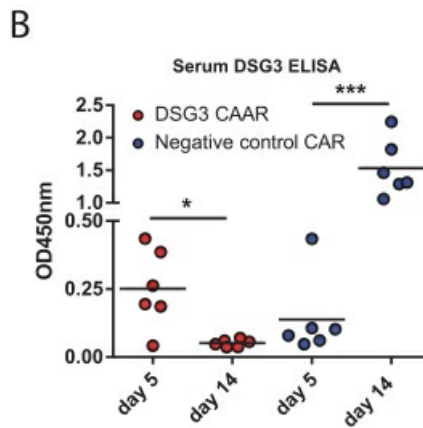 B
Serum DSG3 ELISA
2.5
2.0
1.5
1.0
0.50
0.25
0.00
OD450nm
DSG3 CAAR
Negative control CAR
*
***
day 5
day 14
day 5
day 14